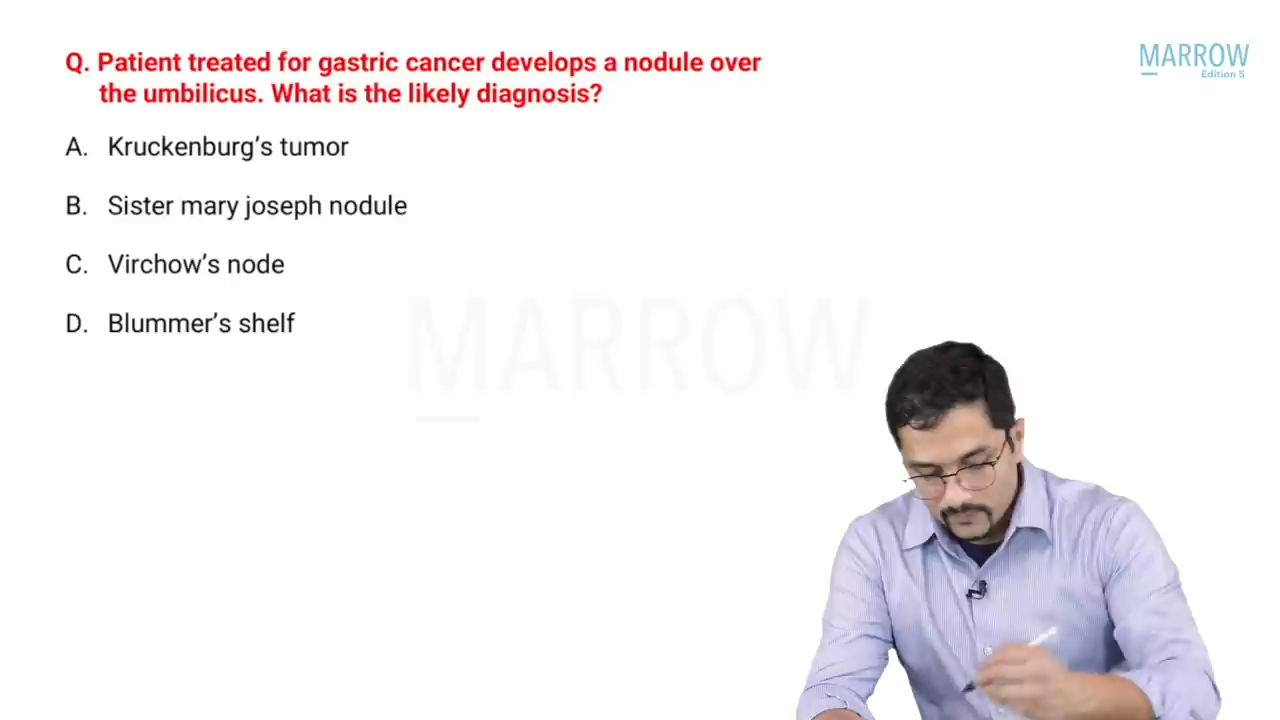 Q. Patient treated for gastric cancer develops a nodule over
the umbilicus. What is the likely diagnosis?
A. Kruckenburg’s tumor
B. Sister mary joseph nodule
C. Virchow’s node
D. Blummer’s shelf
MARROW
Edition 5
MARROW